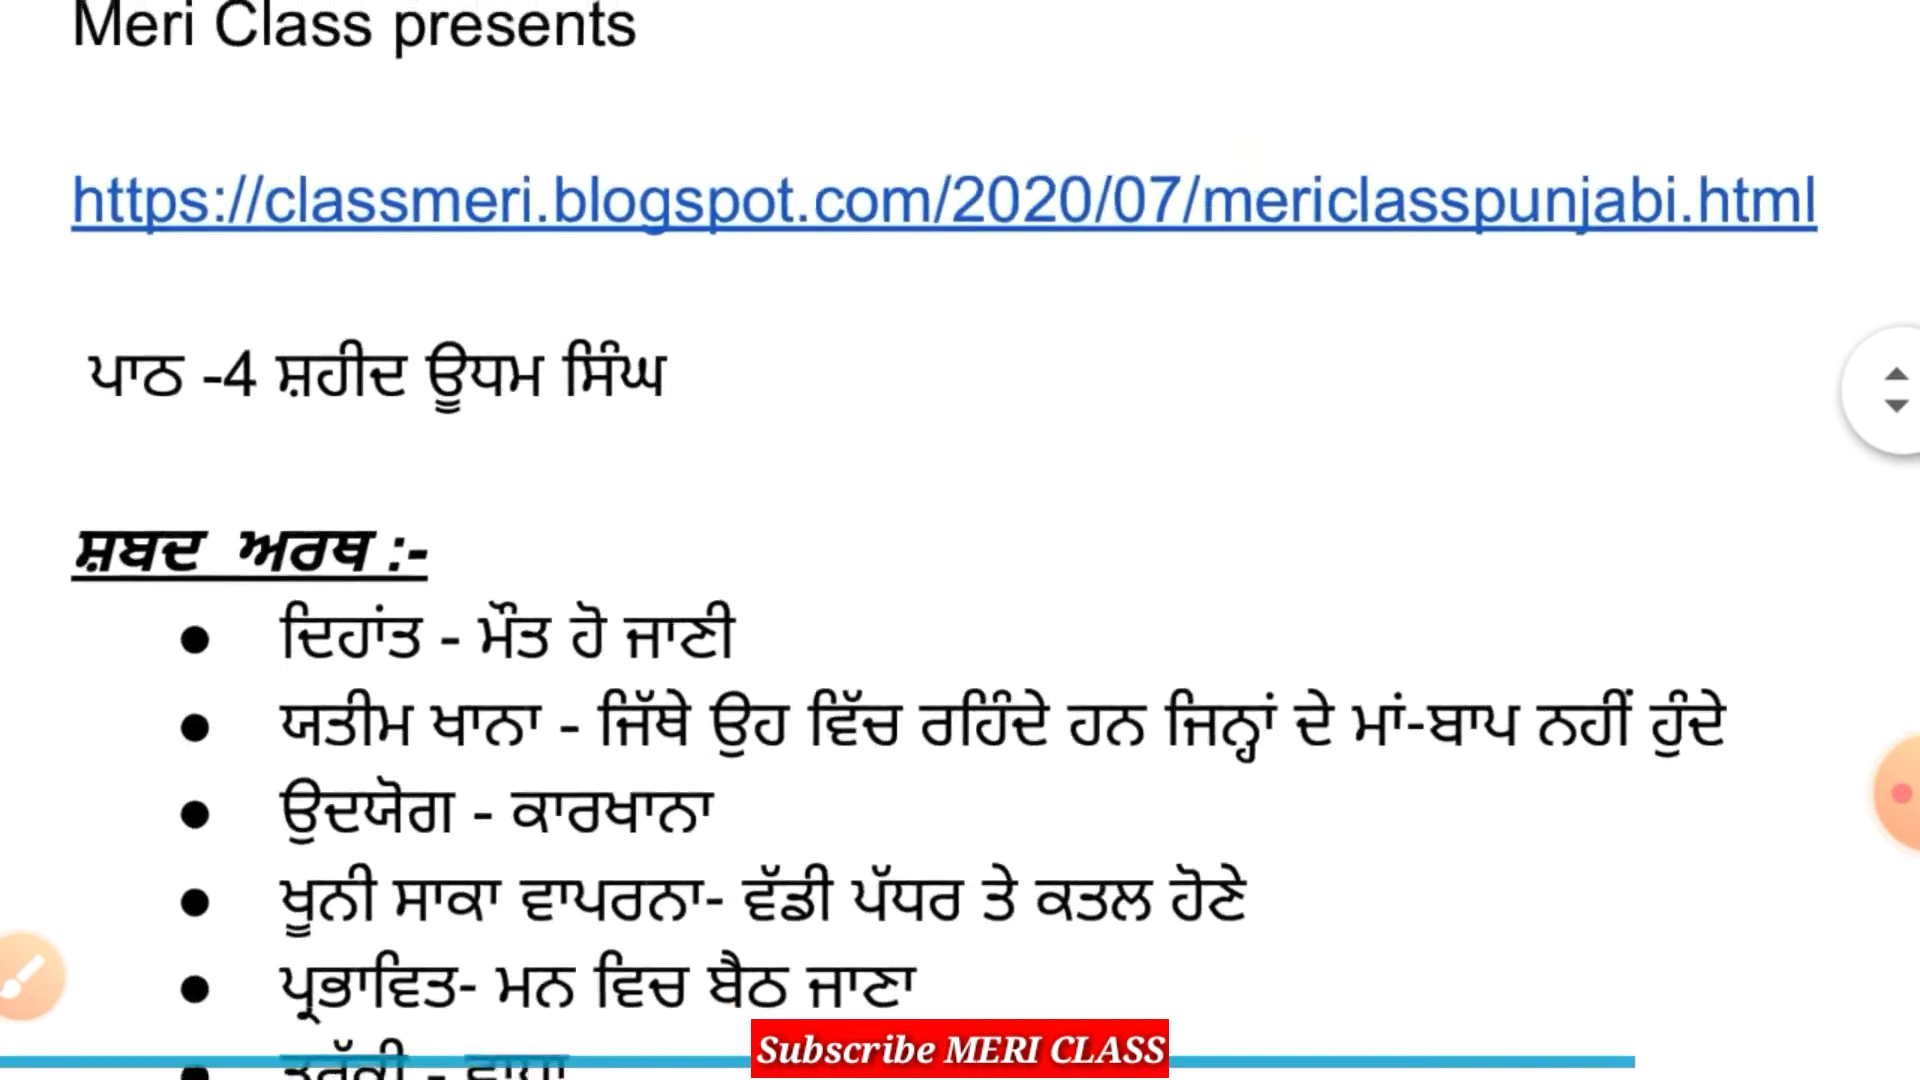 Meri Class presents
https://classmeri.blogspot.com/2020/07/mericlasspunjabi.html
ਪਾਠ -4 ਸ਼ਹੀਦ ਊਧਮ ਸਿੰਘ
ਸ਼ਬਦ ਅਰਥ :-
● ਦਿਹਾਂਤ - ਮੌਤ ਹੋ ਜਾਣੀ
● ਯਤੀਮ ਖਾਨਾ - ਜਿੱਥੇ ਉਹ ਵਿੱਚ ਰਹਿੰਦੇ ਹਨ ਜਿਨ੍ਹਾਂ ਦੇ ਮਾਂ-ਬਾਪ ਨਹੀਂ ਹੁੰਦੇ
● ਉਦਯੋਗ - ਕਾਰਖਾਨਾ
● ਖੂਨੀ ਸਾਕਾ ਵਾਪਰਨਾ- ਵੱਡੀ ਪੱਧਰ ਤੇ ਕਤਲ ਹੋਣੇ
● ਪ੍ਰਭਾਵਿਤ- ਮਨ ਵਿਚ ਬੈਠ ਜਾਣਾ
Subscribe MERI CLASS